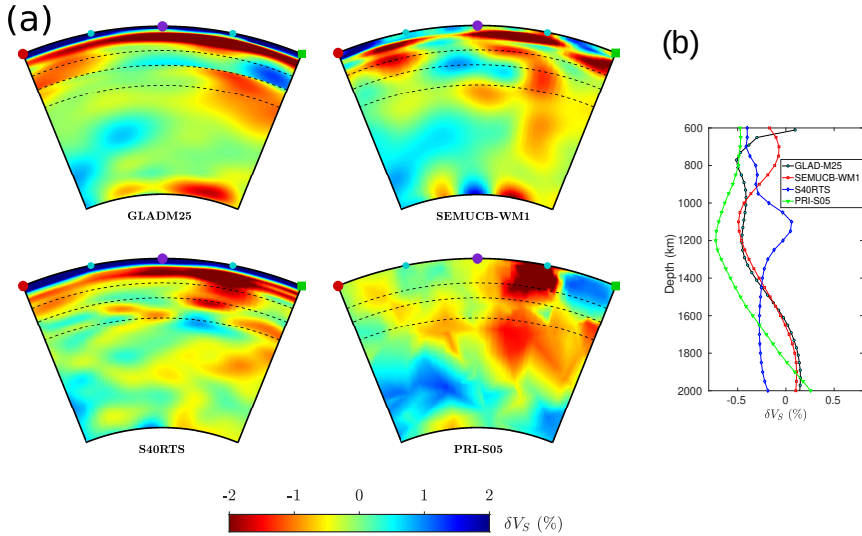 (a)
(b)
GLADM25
SEMUCB-WM1
S40RTS
PRI-S05
-2
-1
0
1
2
δV_S (%)
600
800
1000
1200
1400
1600
1800
2000
Depth (km)
GLAD-M25
SEMUCB-WM1
S40RTS
PRI-S05
-0.5
0
0.5
δV_S (%)